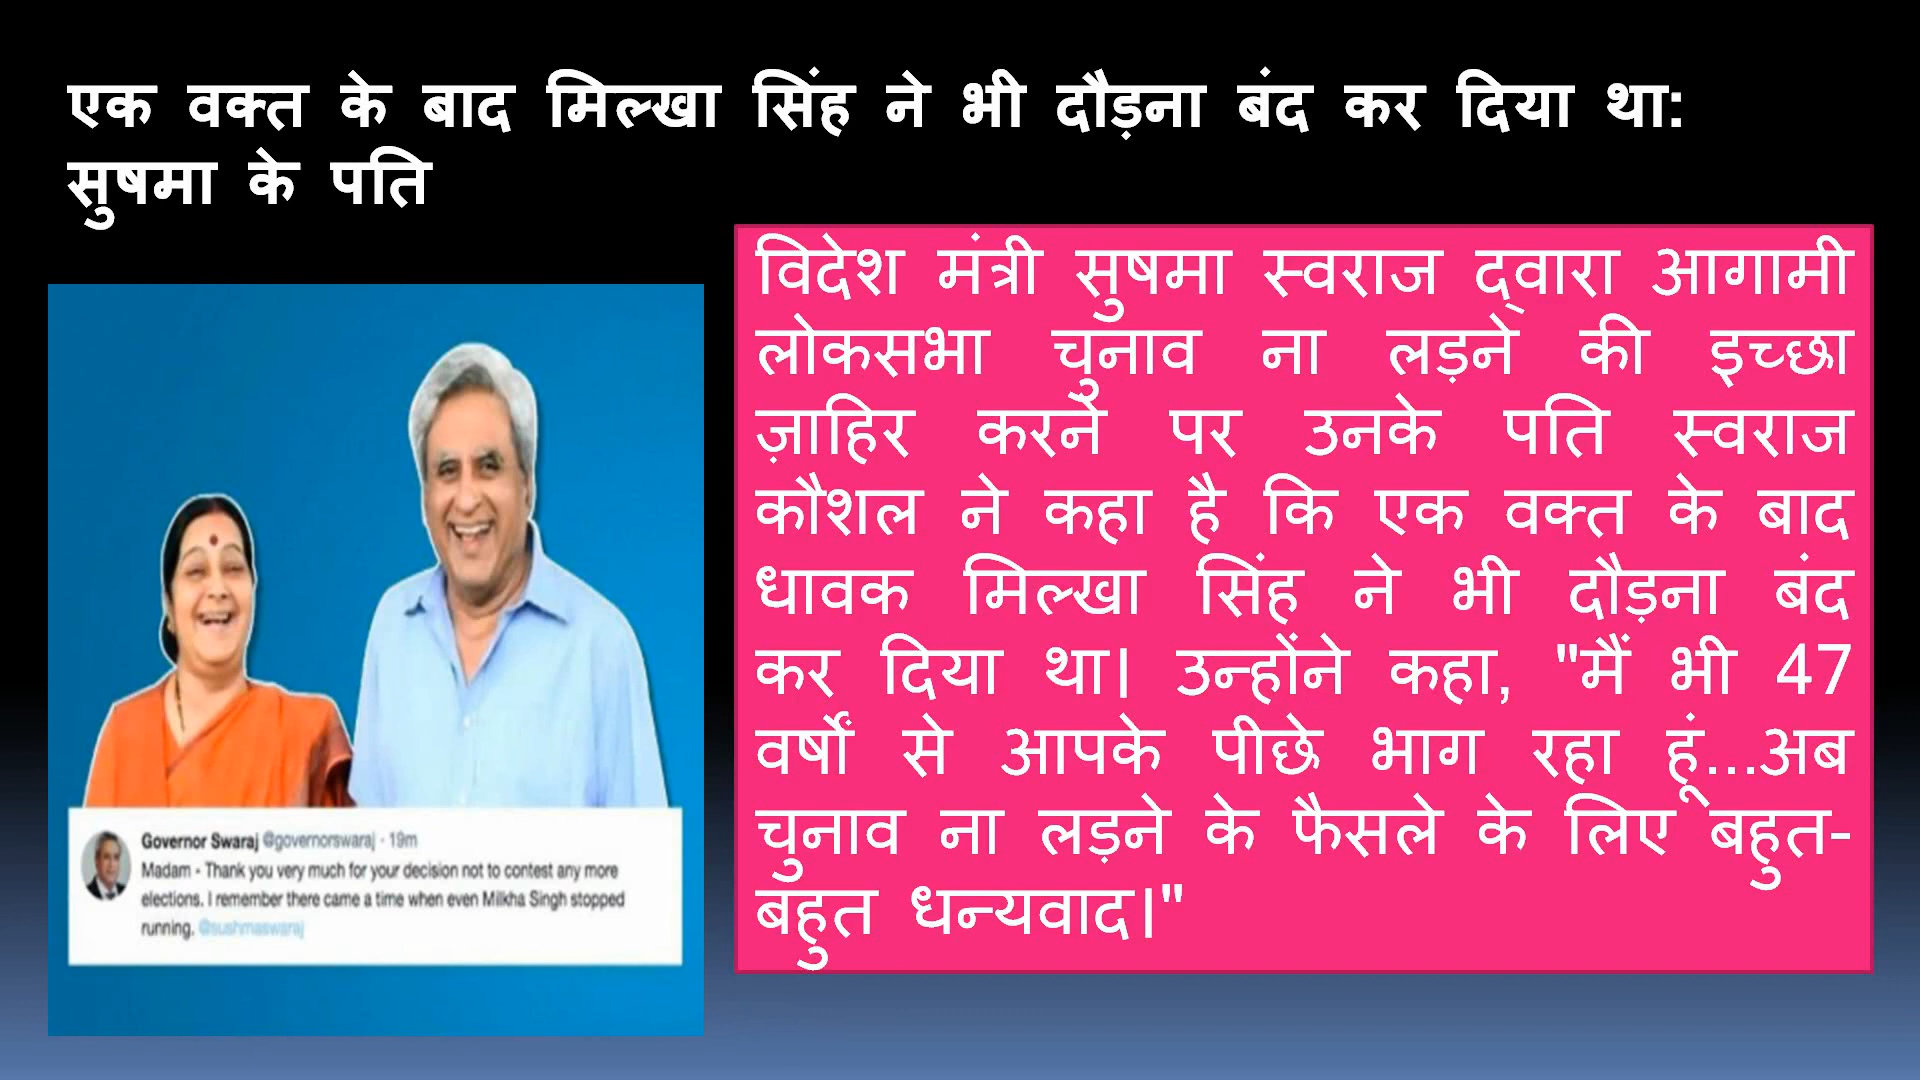 एक वक्त के बाद मिल्खा सिंह ने भी दौड़ना बंद कर दिया था:
सुषमा के पति
विदेश मंत्री सुषमा स्वराज द्वारा आगामी
लोकसभा चुनाव ना लड़ने की इच्छा
ज़ाहिर करने पर उनके पति स्वराज
कौशल ने कहा है कि एक वक्त के बाद
धावक मिल्खा सिंह ने भी दौड़ना बंद
कर दिया था। उन्होंने कहा, "मैं भी 47
वर्षों से आपके पीछे भाग रहा हूं...अब
चुनाव ना लड़ने के फैसले के लिए बहुत-
बहुत धन्यवाद।"
Governor Swaraj @governorswaraj · 19m
Madam - Thank you very much for your decision not to contest any more
elections. I remember there came a time when even Milkha Singh stopped
running. @sushmaswaraj